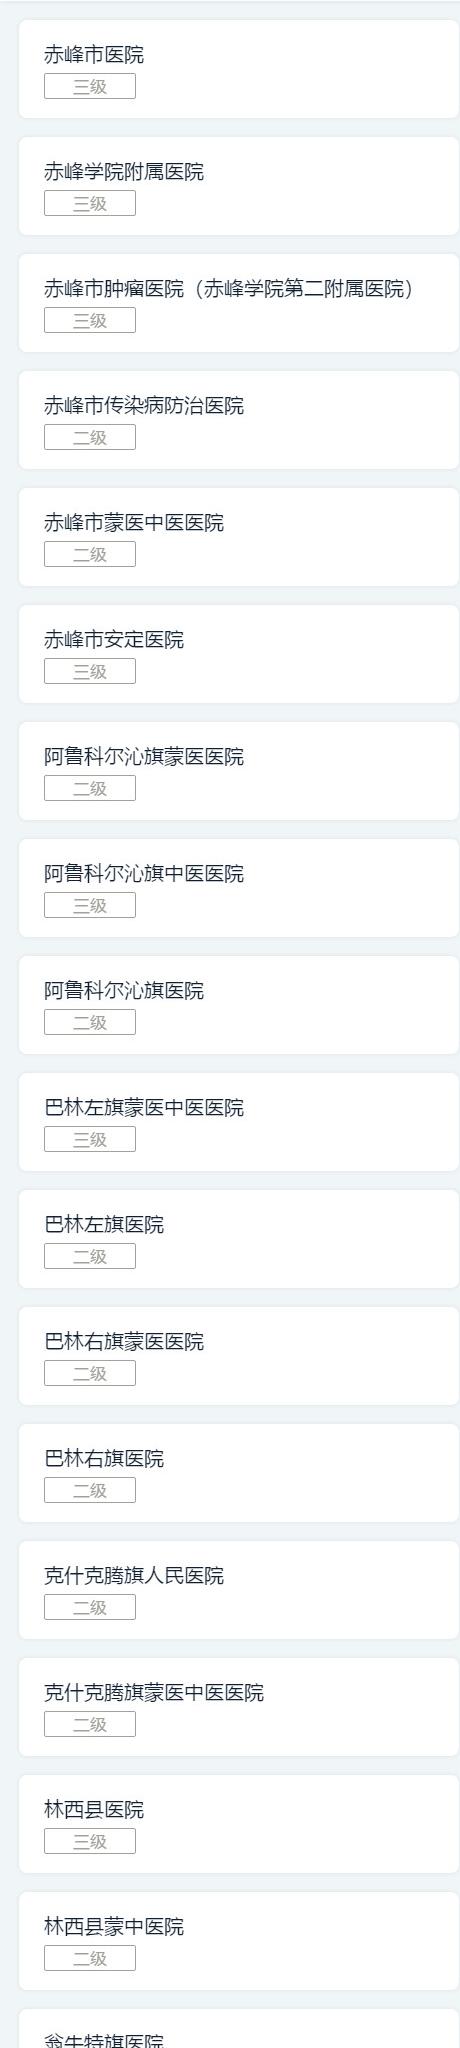 赤峰市医院
三级
赤峰学院附属医院
三级
赤峰市肿瘤医院（赤峰学院第二附属医院）
三级
赤峰市传染病防治医院
二级
赤峰市蒙医中医医院
二级
赤峰市安定医院
三级
阿鲁科尔沁旗蒙医医院
二级
阿鲁科尔沁旗中医医院
三级
阿鲁科尔沁旗医院
二级
巴林左旗蒙医中医医院
三级
巴林左旗医院
二级
巴林右旗蒙医医院
二级
巴林右旗医院
二级
克什克腾旗人民医院
二级
克什克腾旗蒙医中医医院
二级
林西县医院
三级
林西县蒙中医院
二级
翁牛特旗医院